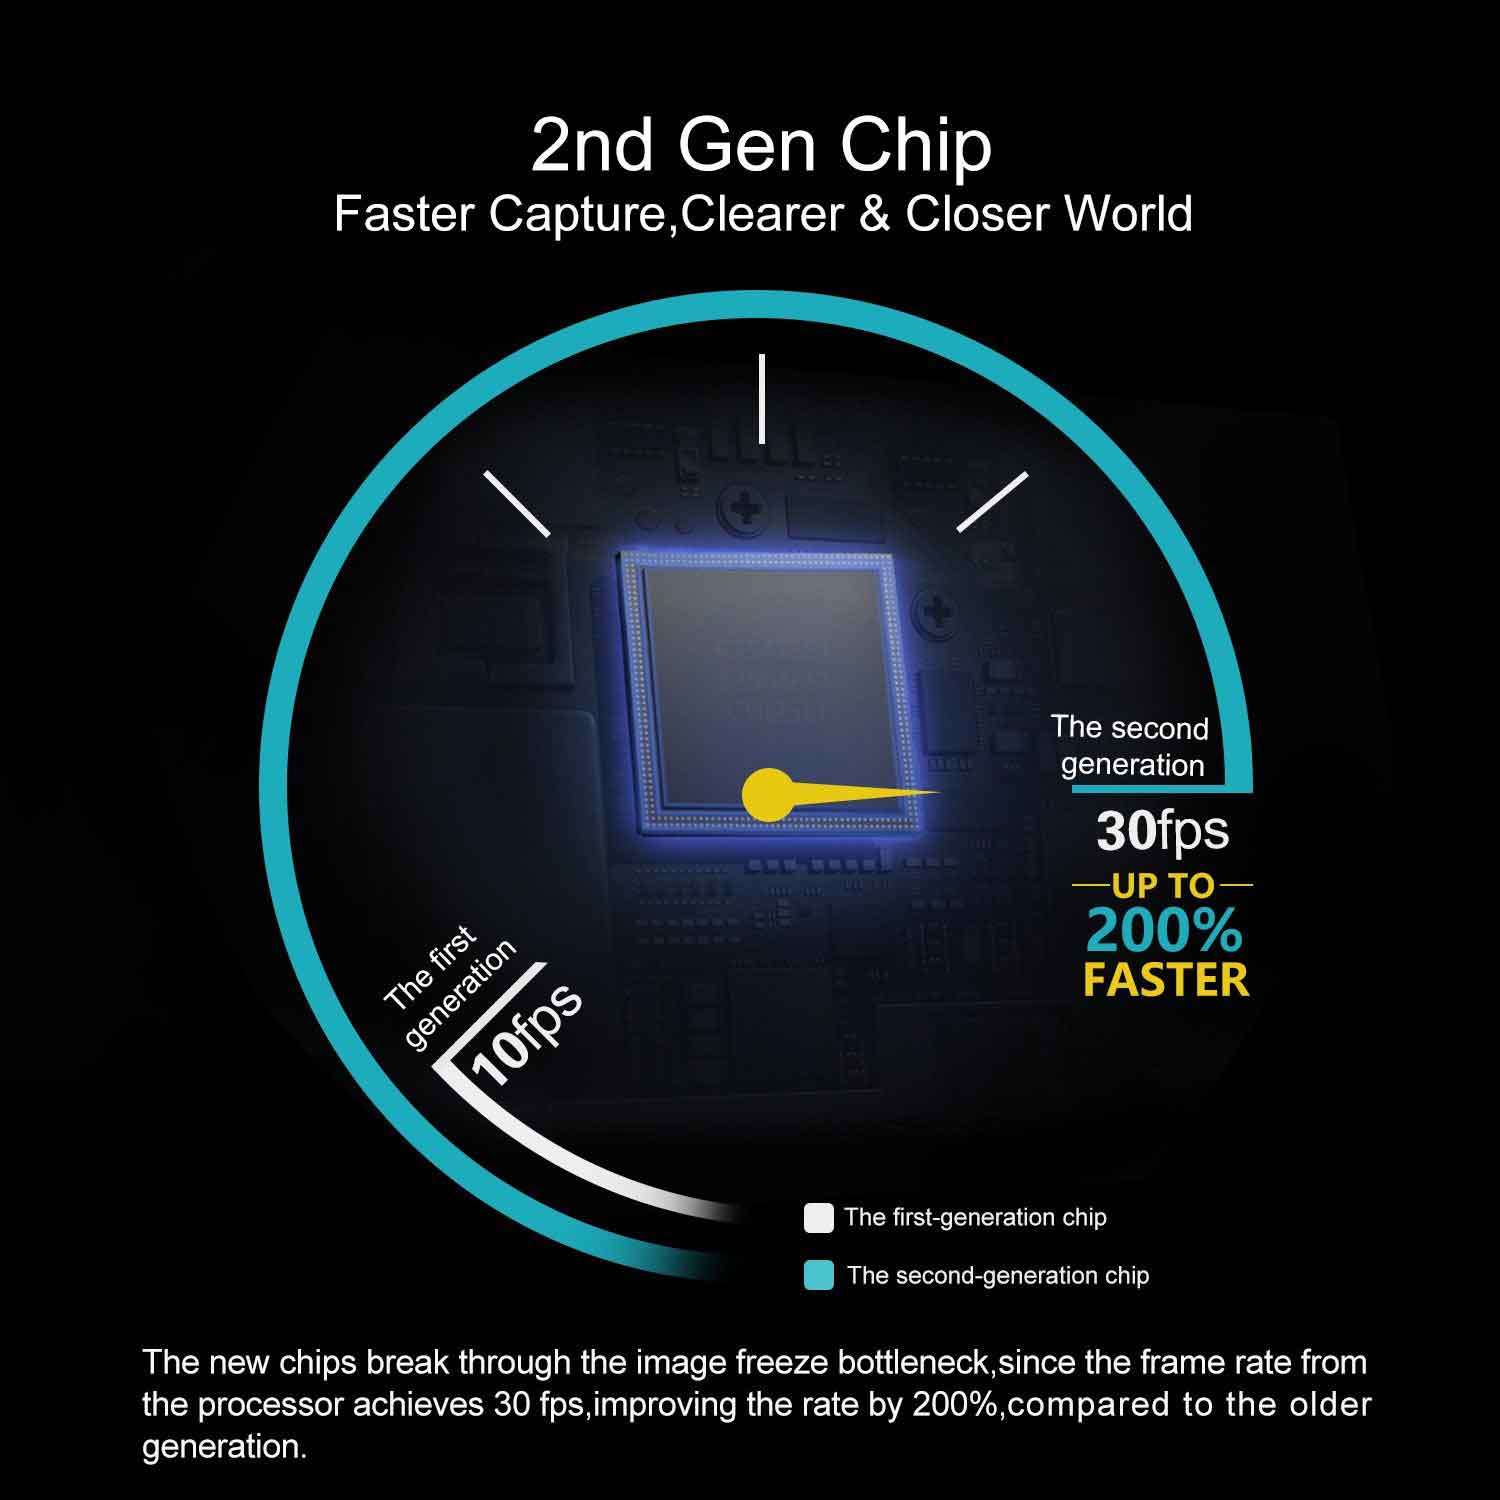 2nd Gen Chip
Faster Capture,Clearer & Closer World
The second
generation
30fps
UP TO
200%
FASTER
The first
generation
10fps
The first-generation chip
The second-generation chip
The new chips break through the image freeze bottleneck,since the frame rate from
the processor achieves 30 fps,improving the rate by 200%,compared to the older
generation.